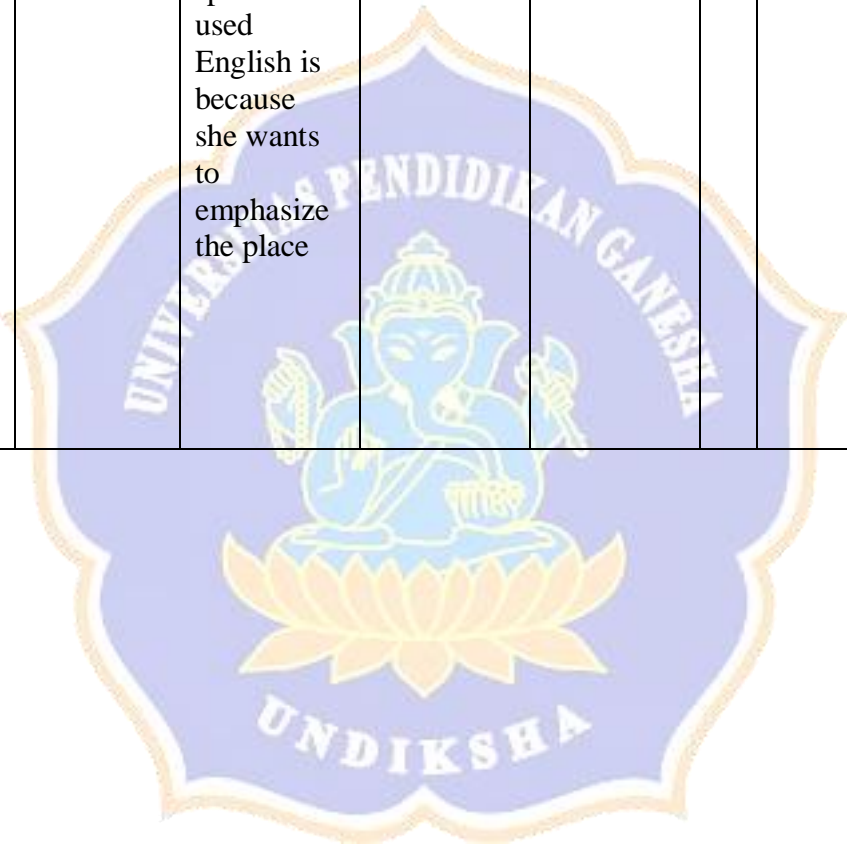 used
English is
because
she wants
to
emphasize
the place
UNIVERSITAS PENDIDIKAN GANESHA
UNDIKSHA